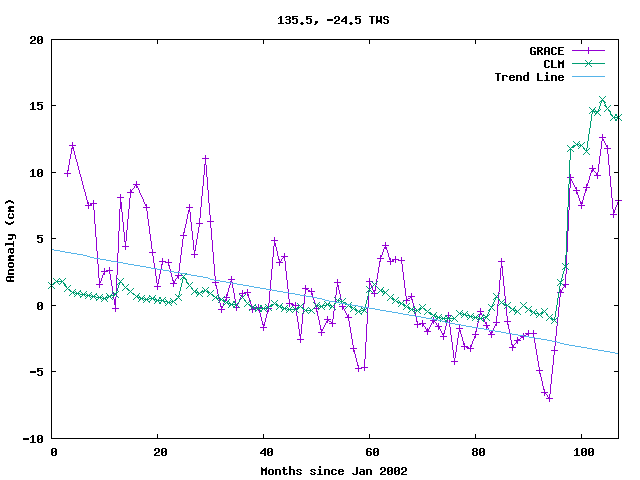 135.5, -24.5 TWS
GRACE
CLM
Trend Line
20
15
10
5
0
-5
-10
Anomaly (cm)
0 20 40 60 80 100
Months since Jan 2002